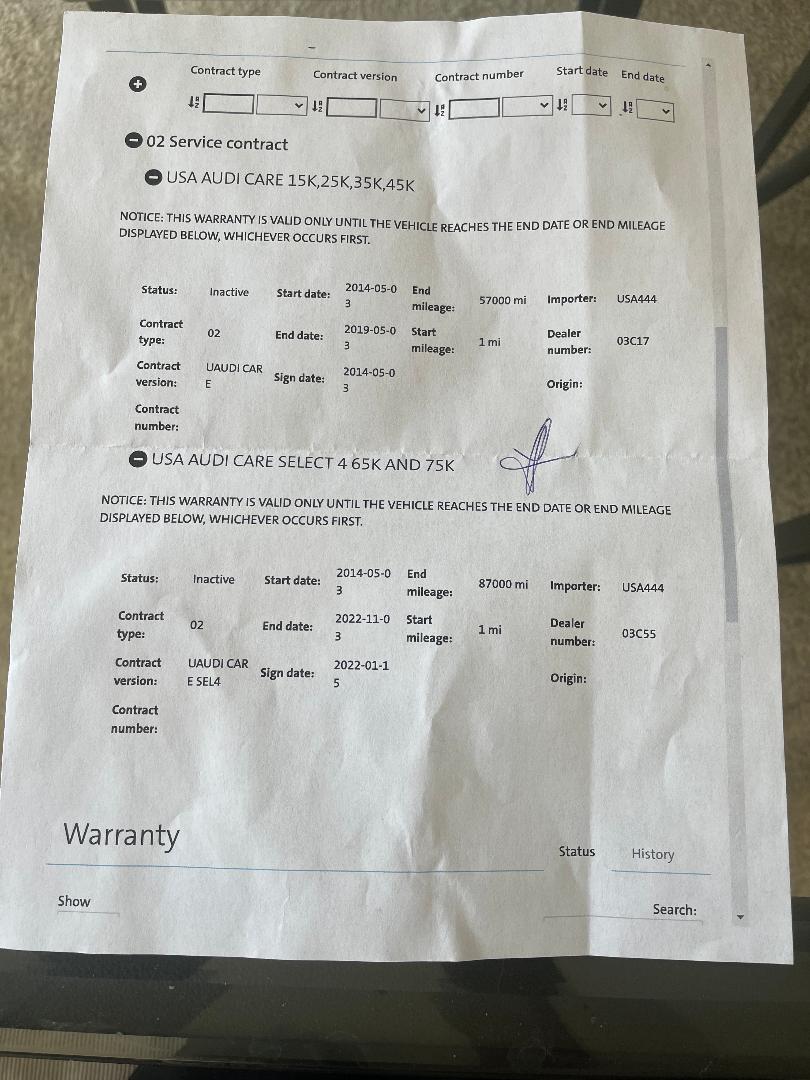 Contract type Contract version Contract number Start date End date
02 Service contract
USA AUDI CARE 15K,25K,35K,45K
NOTICE: THIS WARRANTY IS VALID ONLY UNTIL THE VEHICLE REACHES THE END DATE OR END MILEAGE
DISPLAYED BELOW, WHICHEVER OCCURS FIRST.
Status: Inactive Start date: 2014-05-0
3 End
mileage: 57000 mi Importer: USA444
Contract
type: 02 End date: 2019-05-0
3 Start
mileage: 1 mi Dealer
number: 03C17
Contract
version: UAUDI CAR
E Sign date: 2014-05-0
3 Origin:
Contract
number:
USA AUDI CARE SELECT 4 65K AND 75K
NOTICE: THIS WARRANTY IS VALID ONLY UNTIL THE VEHICLE REACHES THE END DATE OR END MILEAGE
DISPLAYED BELOW, WHICHEVER OCCURS FIRST.
Status: Inactive Start date: 2014-05-0
3 End
mileage: 87000 mi Importer: USA444
Contract
type: 02 End date: 2022-11-0
3 Start
mileage: 1 mi Dealer
number: 03C55
Contract
version: UAUDI CAR
E SEL4 Sign date: 2022-01-1
5 Origin:
Contract
number:
Warranty
Status History
Show
Search: